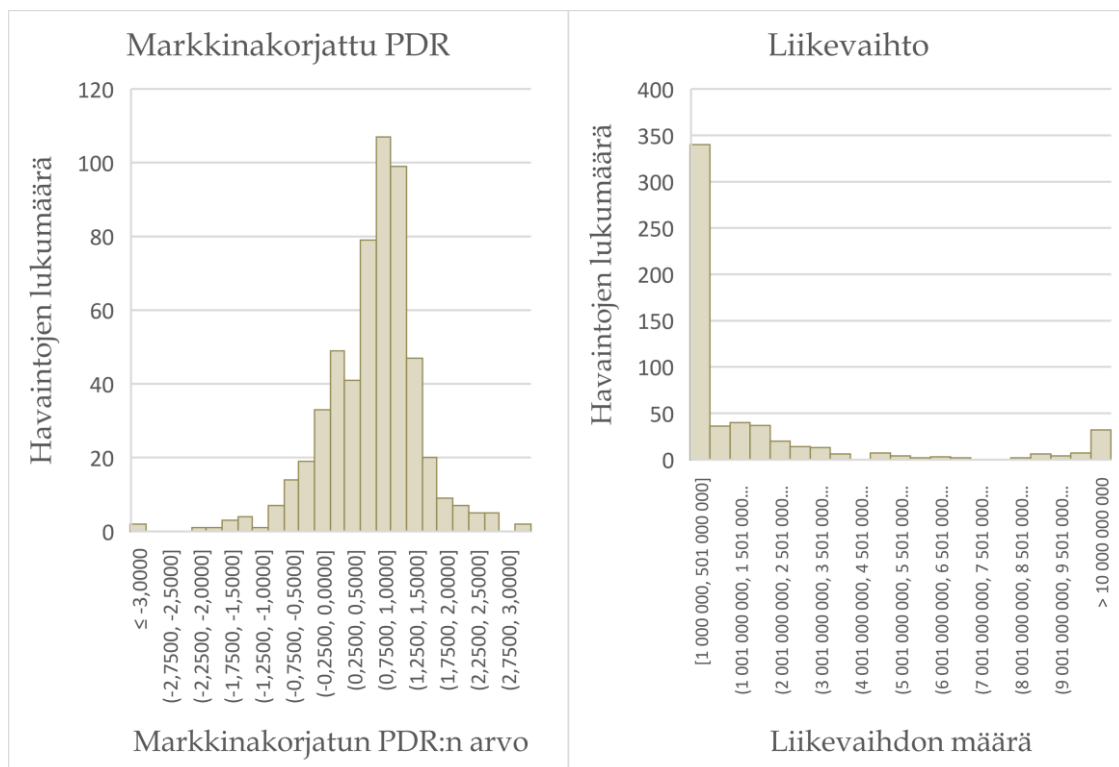 Markkinakorjattu PDR
Havaintojen lukumäärä
120
100
80
60
40
20
0
≤ -3,0000
(-2,7500, -2,5000]
(-2,2500, -2,0000]
(-1,7500, -1,5000]
(-1,2500, -1,0000]
(-0,7500, -0,5000]
(-0,2500, 0,0000]
(0,2500, 0,5000]
(0,7500, 1,0000]
(1,2500, 1,5000]
(1,7500, 2,0000]
(2,2500, 2,5000]
(2,7500, 3,0000]
Markkinakorjatun PDR:n arvo
Liikevaihto
Havaintojen lukumäärä
400
350
300
250
200
150
100
50
0
[1 000 000, 501 000 000]
(1 001 000 000, 1 501 000…
(2 001 000 000, 2 501 000…
(3 001 000 000, 3 501 000…
(4 001 000 000, 4 501 000…
(5 001 000 000, 5 501 000…
(6 001 000 000, 6 501 000…
(7 001 000 000, 7 501 000…
(8 001 000 000, 8 501 000…
(9 001 000 000, 9 501 000…
> 10 000 000 000
Liikevaihdon määrä